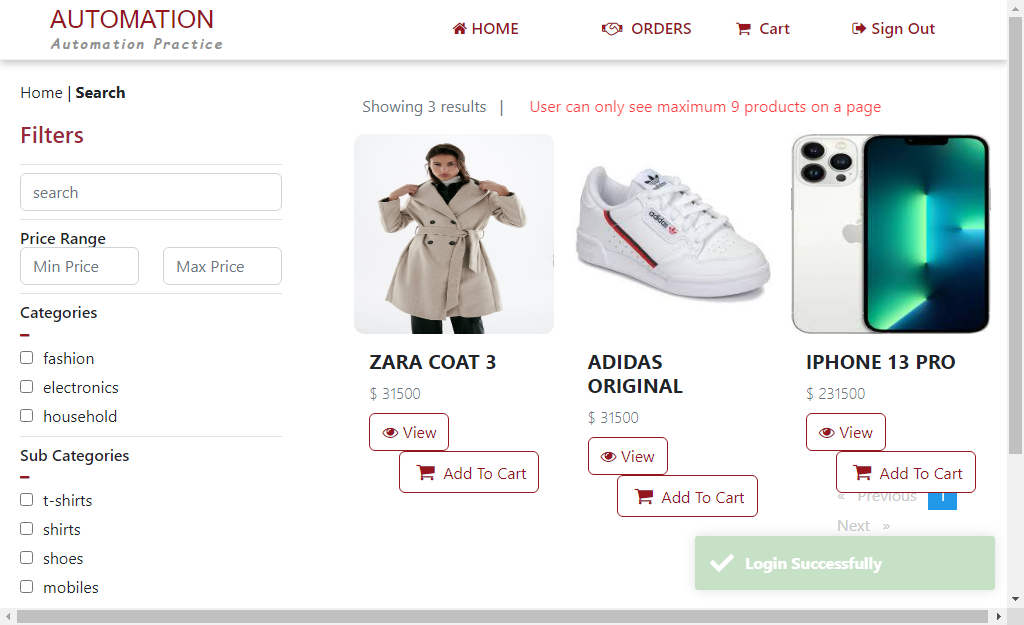 AUTOMATION
Automation Practice
HOME
ORDERS
Cart
Sign Out
Home | Search
Showing 3 results |
User can only see maximum 9 products on a page
Filters
search
Price Range
Min Price
Max Price
Categories
fashion
electronics
household
Sub Categories
t-shirts
shirts
shoes
mobiles
adidas
ZARA COAT 3
$ 31500
View
Add To Cart
ADIDAS
ORIGINAL
$ 31500
View
Add To Cart
IPHONE 13 PRO
$ 231500
View
Add To Cart
« Previous 1
Next »
Login Successfully